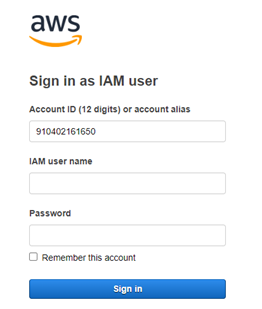 aws
Sign in as IAM user
Account ID (12 digits) or account alias
910402161650
IAM user name
Password
Remember this account
Sign in